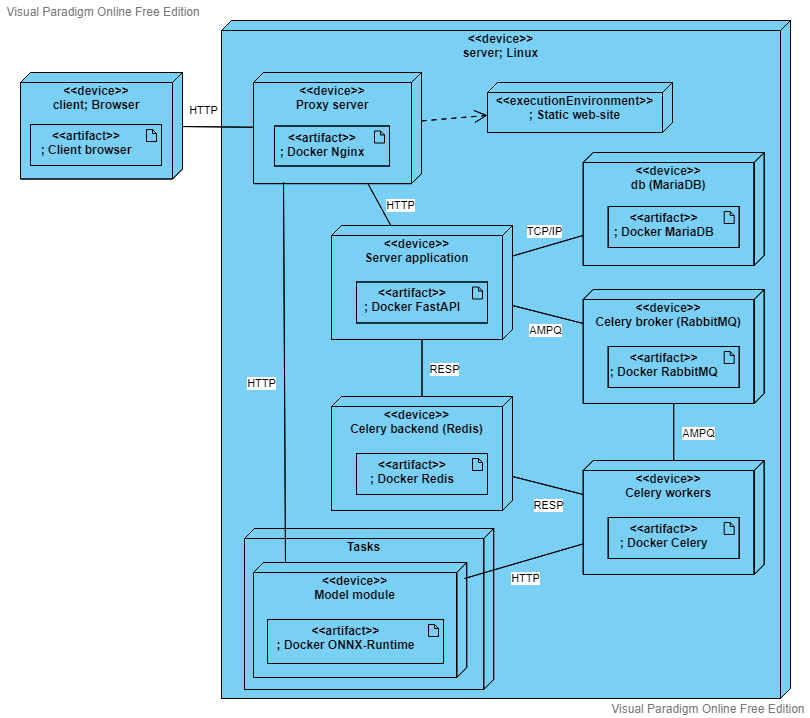 Visual Paradigm Online Free Edition
<<device>>
server; Linux
<<device>>
client; Browser
<<artifact>>
; Client browser
HTTP
<<device>>
Proxy server
<<artifact>>
; Docker Nginx
<<executionEnvironment>>
; Static web-site
HTTP
<<device>>
db (MariaDB)
<<artifact>>
; Docker MariaDB
TCP/IP
<<device>>
Server application
<<artifact>>
; Docker FastAPI
AMPQ
<<device>>
Celery broker (RabbitMQ)
<<artifact>>
; Docker RabbitMQ
HTTP
RESP
AMPQ
<<device>>
Celery backend (Redis)
<<artifact>>
; Docker Redis
RESP
<<device>>
Celery workers
<<artifact>>
; Docker Celery
HTTP
Tasks
<<device>>
Model module
<<artifact>>
; Docker ONNX-Runtime
Visual Paradigm Online Free Edition